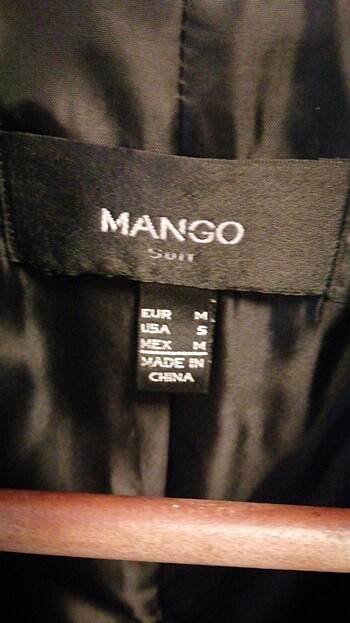 MANGO
SUIT
EUR M
USA S
MEX M
MADE IN
CHINA